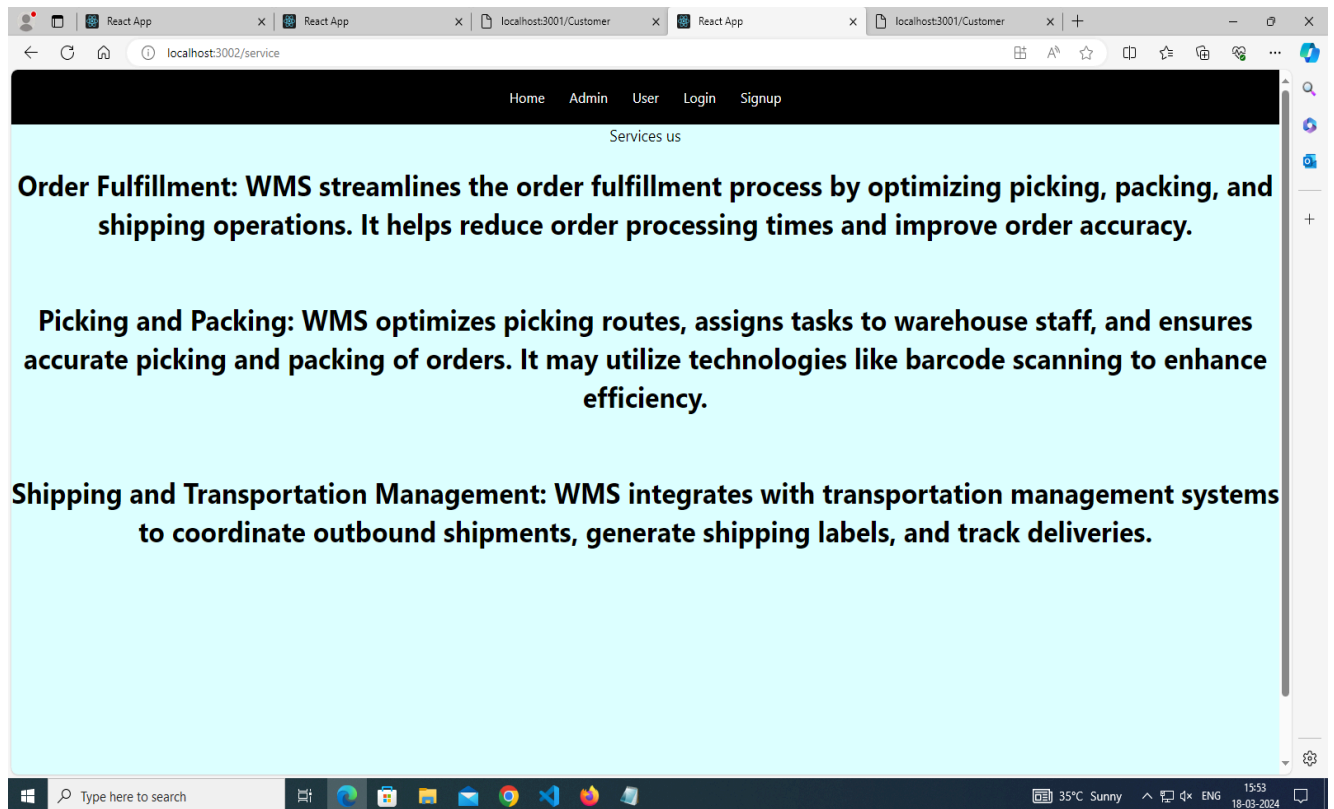 React App
React App
localhost:3001/Customer
React App
localhost:3001/Customer
localhost:3002/service
Home Admin User Login Signup
Services us
Order Fulfillment: WMS streamlines the order fulfillment process by optimizing picking, packing, and
shipping operations. It helps reduce order processing times and improve order accuracy.
Picking and Packing: WMS optimizes picking routes, assigns tasks to warehouse staff, and ensures
accurate picking and packing of orders. It may utilize technologies like barcode scanning to enhance
efficiency.
Shipping and Transportation Management: WMS integrates with transportation management systems
to coordinate outbound shipments, generate shipping labels, and track deliveries.
Type here to search
35°C Sunny
ENG
15:53
18-03-2024